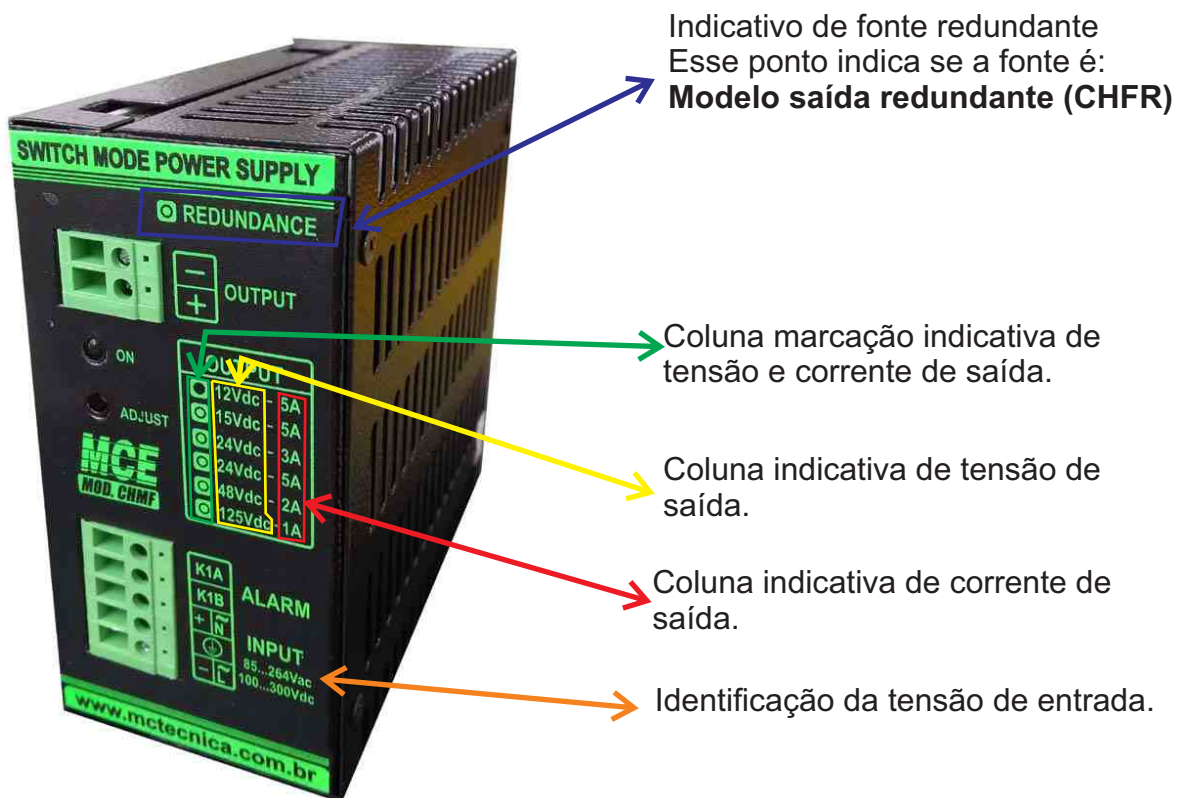 Indicativo de fonte redundante
Esse ponto indica se a fonte é:
Modelo saída redundante (CHFR)
SWITCH MODE POWER SUPPLY
REDUNDANCE
−
+
OUTPUT
ON
ADJUST
MCE
MOD. CHMF
OUTPUT
12Vdc - 5A
15Vdc - 5A
24Vdc - 3A
24Vdc - 5A
48Vdc - 2A
125Vdc - 1A
K1A
K1B
ALARM
+ N
− L
INPUT
85...264Vac
100...300Vdc
www.mctecnica.com.br
Coluna marcação indicativa de
tensão e corrente de saída.
Coluna indicativa de tensão de
saída.
Coluna indicativa de corrente de
saída.
Identificação da tensão de entrada.